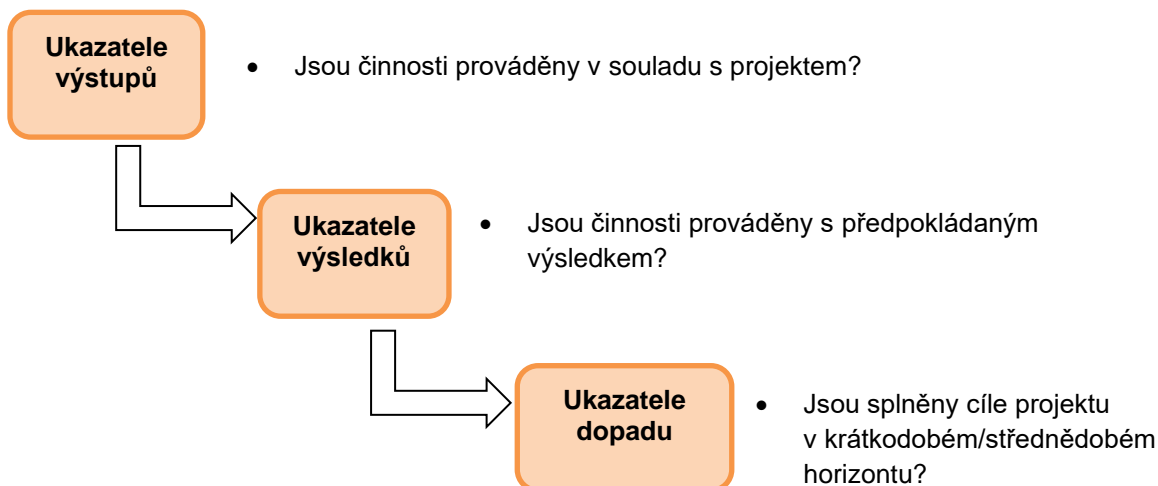 Ukazatele
výstupů
• Jsou činnosti prováděny v souladu s projektem?
Ukazatele
výsledků
• Jsou činnosti prováděny s předpokládaným
výsledkem?
Ukazatele
dopadu
• Jsou splněny cíle projektu
v krátkodobém/střednědobém
horizontu?